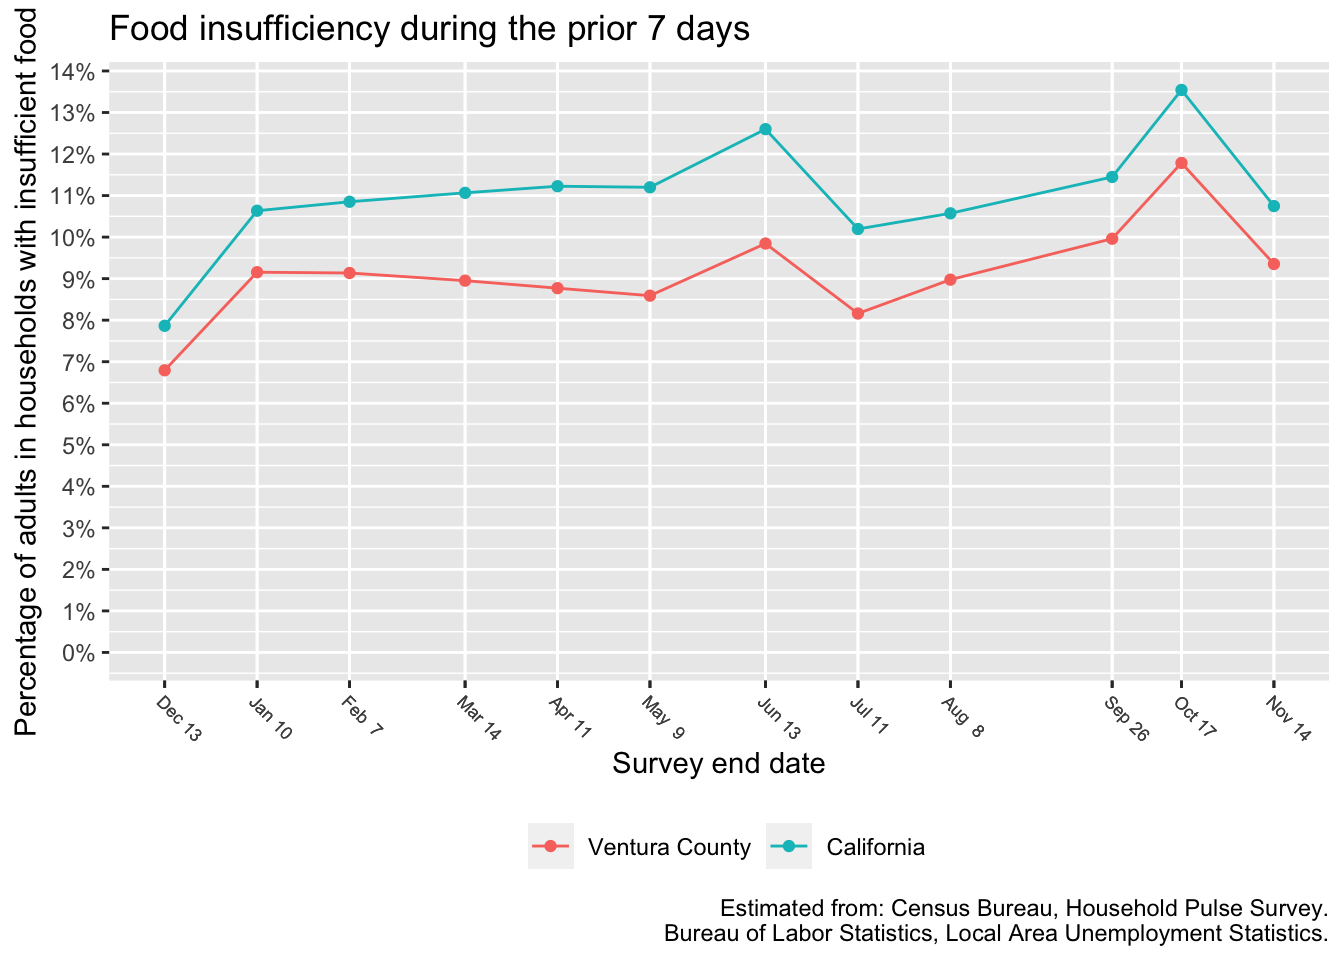 Food insufficiency during the prior 7 days
Percentage of adults in households with insufficient food
14%
13%
12%
11%
10%
9%
8%
7%
6%
5%
4%
3%
2%
1%
0%
Dec 13
Jan 10
Feb 7
Mar 14
Apr 11
May 9
Jun 13
Jul 11
Aug 8
Sep 26
Oct 17
Nov 14
Survey end date
Ventura County
California
Estimated from: Census Bureau, Household Pulse Survey.
Bureau of Labor Statistics, Local Area Unemployment Statistics.